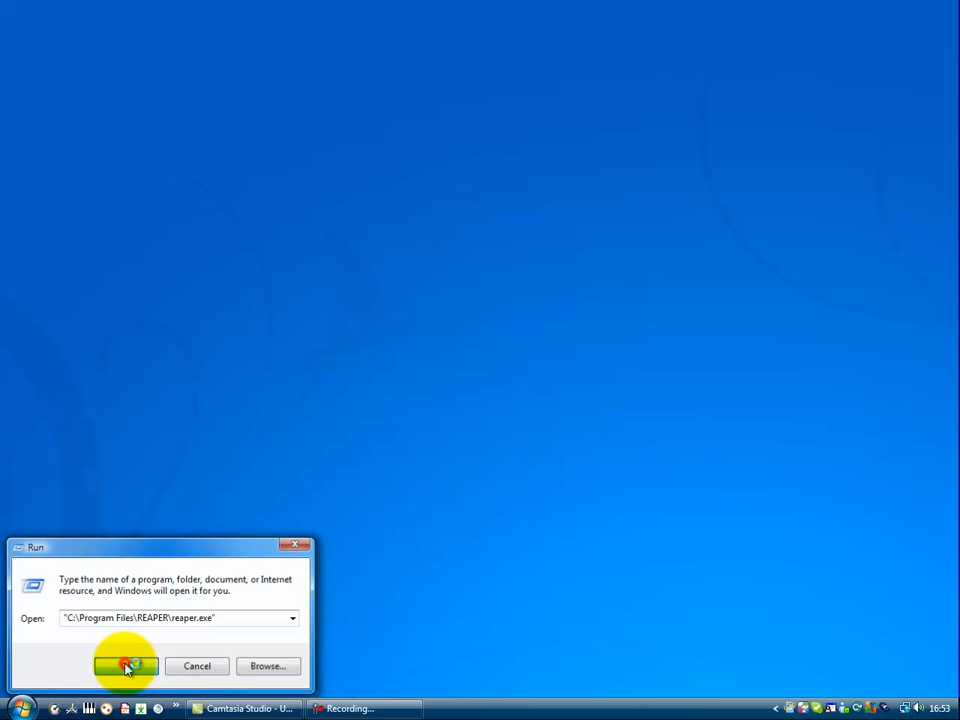 Run
Type the name of a program, folder, document, or Internet
resource, and Windows will open it for you.
Open: "C:\Program Files\REAPER\reaper.exe"
Cancel Browse...
Camtasia Studio - U... Recording... 16:53